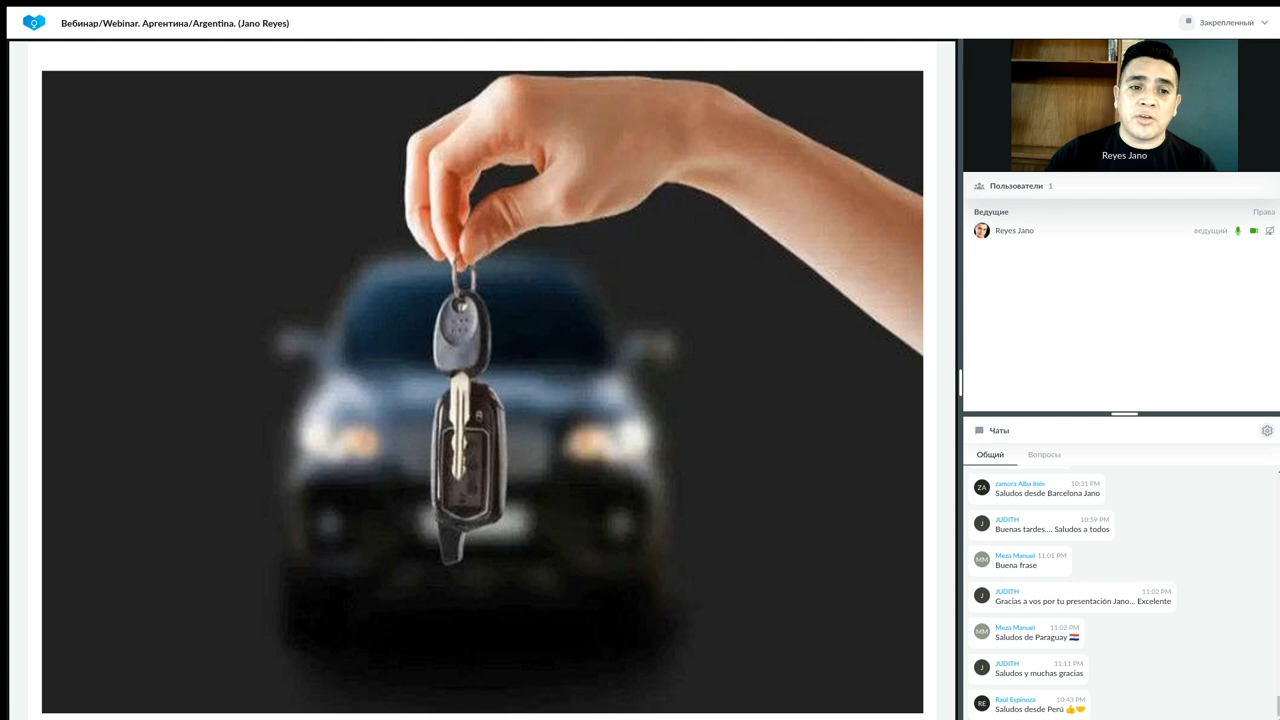 Вебинар/Webinar. Аргентина/Argentina. (Jano Reyes)
Закрепленный
Reyes Jano
Пользователи 1
Ведущие Права
Reyes Jano ведущий
Чаты
Общий Вопросы
ZA zamora Alba Inés 10:31 PM
Saludos desde Barcelona Jano
J JUDITH 10:59 PM
Buenas tardes.... Saludos a todos
MM Meza Manuel 11:01 PM
Buena frase
J JUDITH 11:02 PM
Gracias a vos por tu presentación Jano... Excelente
MM Meza Manuel 11:02 PM
Saludos de Paraguay 🇵🇾
J JUDITH 11:11 PM
Saludos y muchas gracias
RE Raúl Espinoza 10:43 PM
Saludos desde Perú 👍🤝